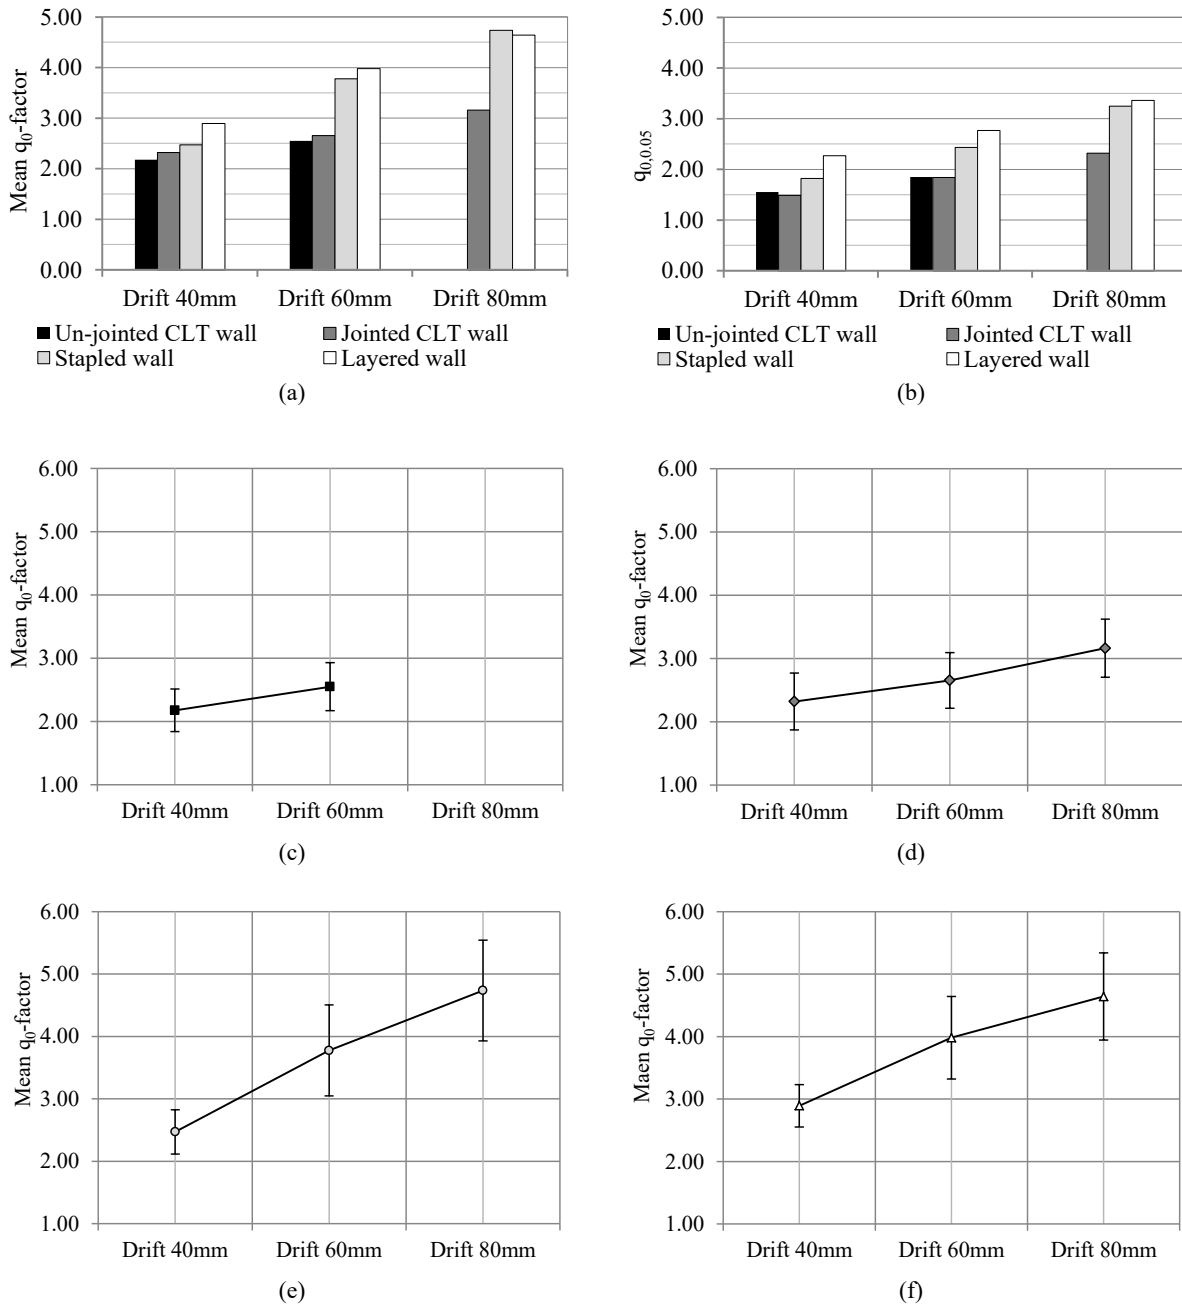 5.00
4.00
3.00
2.00
1.00
0.00
Mean q0-factor
Drift 40mm Drift 60mm Drift 80mm
Un-jointed CLT wall Jointed CLT wall
Stapled wall Layered wall
(a)
5.00
4.00
3.00
2.00
1.00
0.00
q0,0.05
Drift 40mm Drift 60mm Drift 80mm
Un-jointed CLT wall Jointed CLT wall
Stapled wall Layered wall
(b)
6.00
5.00
4.00
3.00
2.00
1.00
Mean q0-factor
Drift 40mm Drift 60mm Drift 80mm
(c)
6.00
5.00
4.00
3.00
2.00
1.00
Mean q0-factor
Drift 40mm Drift 60mm Drift 80mm
(d)
6.00
5.00
4.00
3.00
2.00
1.00
Mean q0-factor
Drift 40mm Drift 60mm Drift 80mm
(e)
6.00
5.00
4.00
3.00
2.00
1.00
Maen q0-factor
Drift 40mm Drift 60mm Drift 80mm
(f)